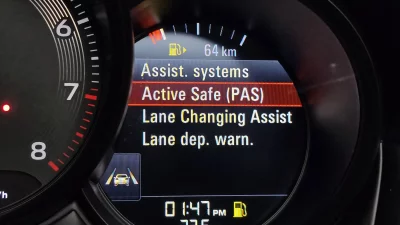 64 km
Assist. systems
6
Active Safe (PAS)
7
Lane Changing Assist
Lane dep. warn.
8
/h
01:47 PM